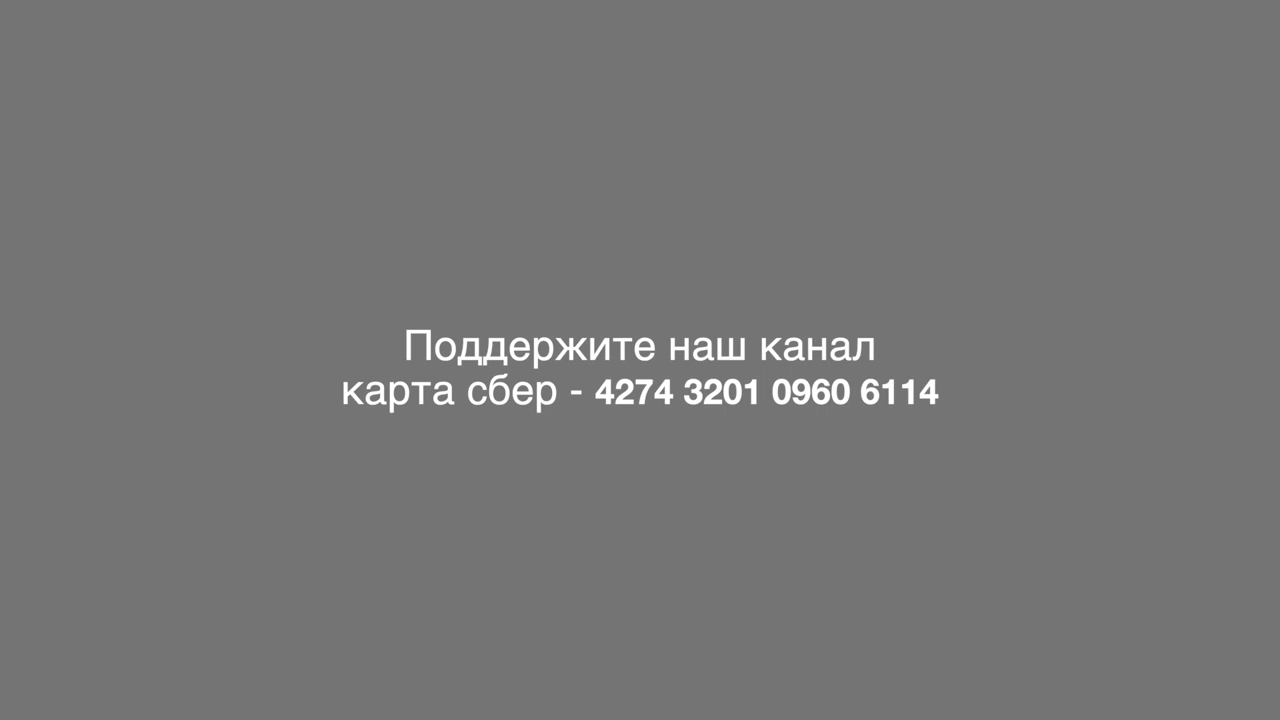 Поддержите наш канал
карта сбер - 4274 3201 0960 6114